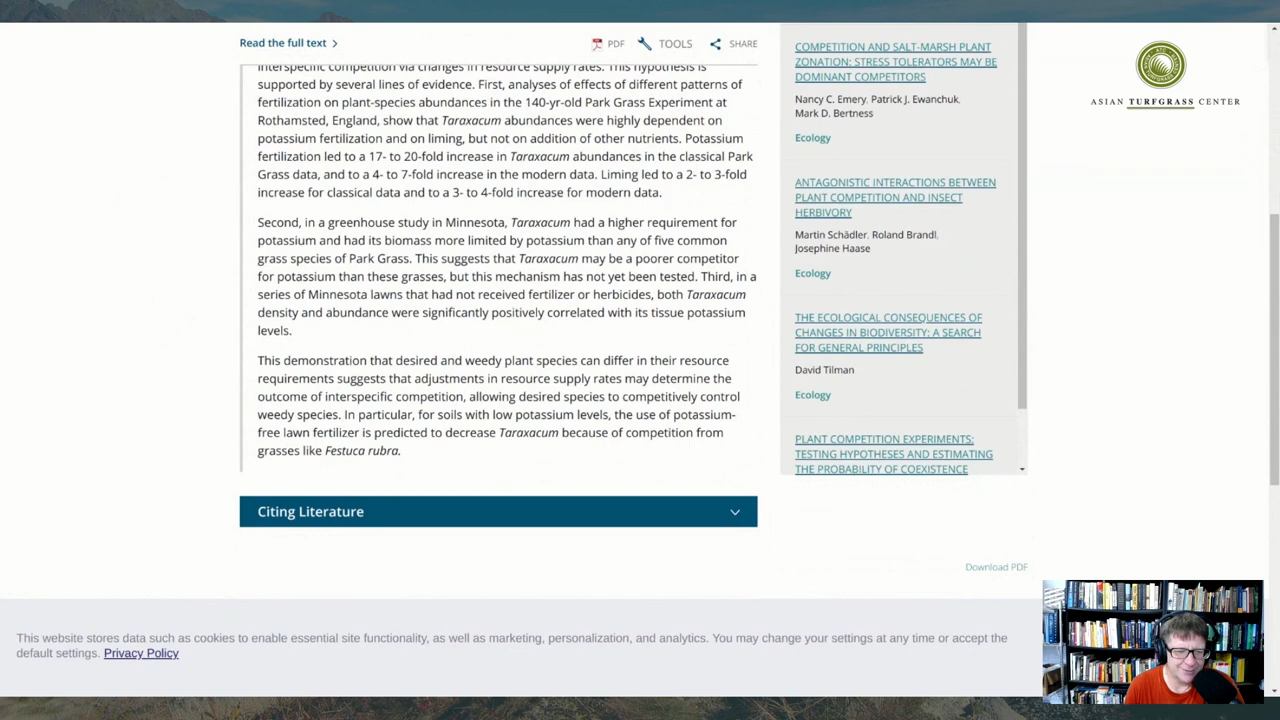 Read the full text
PDF
TOOLS
SHARE
interspecific competition via changes in resource supply rates. This hypothesis is
supported by several lines of evidence. First, analyses of effects of different patterns of
fertilization on plant-species abundances in the 140-yr-old Park Grass Experiment at
Rothamsted, England, show that Taraxacum abundances were highly dependent on
potassium fertilization and on liming, but not on addition of other nutrients. Potassium
fertilization led to a 17- to 20-fold increase in Taraxacum abundances in the classical Park
Grass data, and to a 4- to 7-fold increase in the modern data. Liming led to a 2- to 3-fold
increase for classical data and to a 3- to 4-fold increase for modern data.
Second, in a greenhouse study in Minnesota, Taraxacum had a higher requirement for
potassium and had its biomass more limited by potassium than any of five common
grass species of Park Grass. This suggests that Taraxacum may be a poorer competitor
for potassium than these grasses, but this mechanism has not yet been tested. Third, in a
series of Minnesota lawns that had not received fertilizer or herbicides, both Taraxacum
density and abundance were significantly positively correlated with its tissue potassium
levels.
This demonstration that desired and weedy plant species can differ in their resource
requirements suggests that adjustments in resource supply rates may determine the
outcome of interspecific competition, allowing desired species to competitively control
weedy species. In particular, for soils with low potassium levels, the use of potassium-
free lawn fertilizer is predicted to decrease Taraxacum because of competition from
grasses like Festuca rubra.
Citing Literature
COMPETITION AND SALT-MARSH PLANT
ZONATION: STRESS TOLERATORS MAY BE
DOMINANT COMPETITORS
Nancy C. Emery, Patrick J. Ewanchuk,
Mark D. Bertness
Ecology
ANTAGONISTIC INTERACTIONS BETWEEN
PLANT COMPETITION AND INSECT
HERBIVORY
Martin Schädler, Roland Brandl,
Josephine Haase
Ecology
THE ECOLOGICAL CONSEQUENCES OF
CHANGES IN BIODIVERSITY: A SEARCH
FOR GENERAL PRINCIPLES
David Tilman
Ecology
PLANT COMPETITION EXPERIMENTS:
TESTING HYPOTHESES AND ESTIMATING
THE PROBABILITY OF COEXISTENCE
Download PDF
ASIAN TURFGRASS CENTER
This website stores data such as cookies to enable essential site functionality, as well as marketing, personalization, and analytics. You may change your settings at any time or accept the
default settings. Privacy Policy